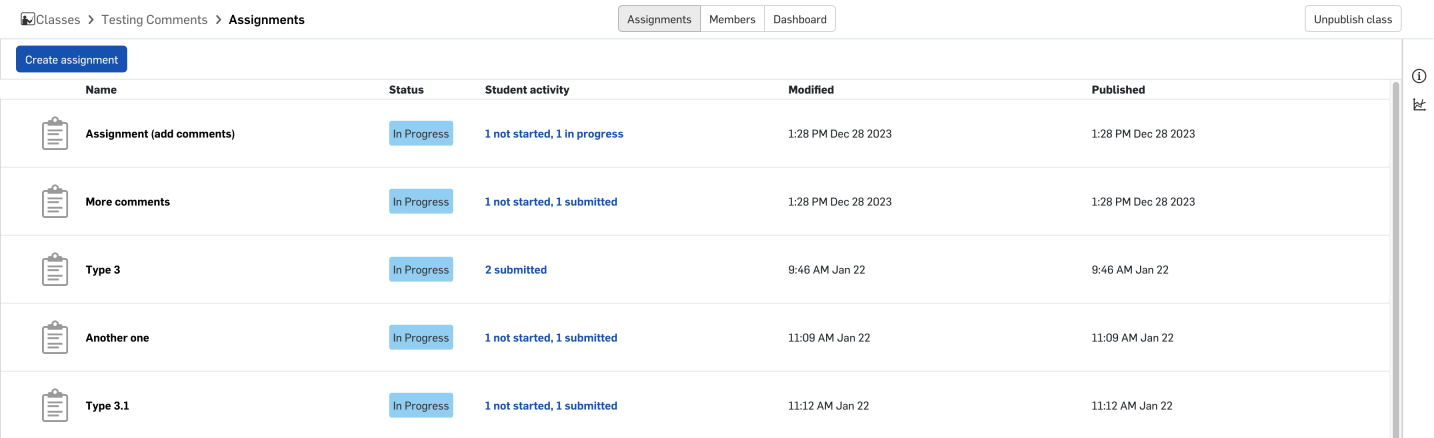 Classes > Testing Comments > Assignments Assignments Members Dashboard Unpublish class
Create assignment
Name Status Student activity Modified Published
Assignment (add comments) In Progress 1 not started, 1 in progress 1:28 PM Dec 28 2023 1:28 PM Dec 28 2023
More comments In Progress 1 not started, 1 submitted 1:28 PM Dec 28 2023 1:28 PM Dec 28 2023
Type 3 In Progress 2 submitted 9:46 AM Jan 22 9:46 AM Jan 22
Another one In Progress 1 not started, 1 submitted 11:09 AM Jan 22 11:09 AM Jan 22
Type 3.1 In Progress 1 not started, 1 submitted 11:12 AM Jan 22 11:12 AM Jan 22